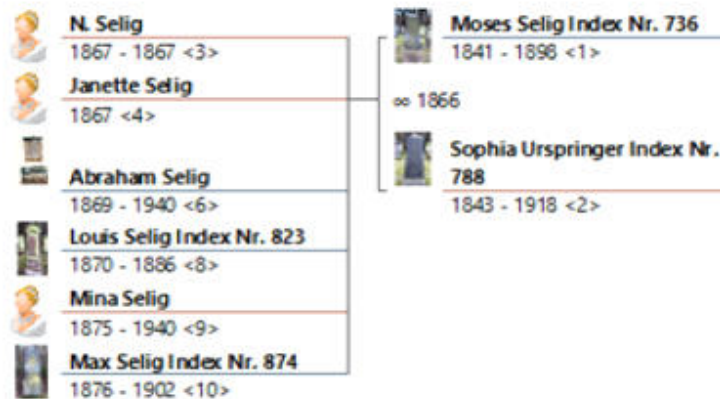 N. Selig
1867 - 1867 <3>
Janette Selig
1867 <4>
Abraham Selig
1869 - 1940 <6>
Louis Selig Index Nr. 823
1870 - 1886 <8>
Mina Selig
1875 - 1940 <9>
Max Selig Index Nr. 874
1876 - 1902 <10>
Moses Selig Index Nr. 736
1841 - 1898 <1>
∞ 1866
Sophia Urspringer Index Nr.
788
1843 - 1918 <2>